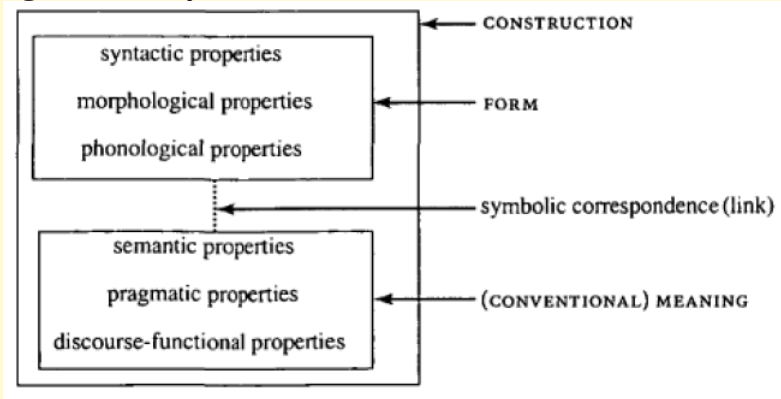 CONSTRUCTION
syntactic properties
morphological properties
FORM
phonological properties
symbolic correspondence (link)
semantic properties
pragmatic properties
(CONVENTIONAL) MEANING
discourse-functional properties